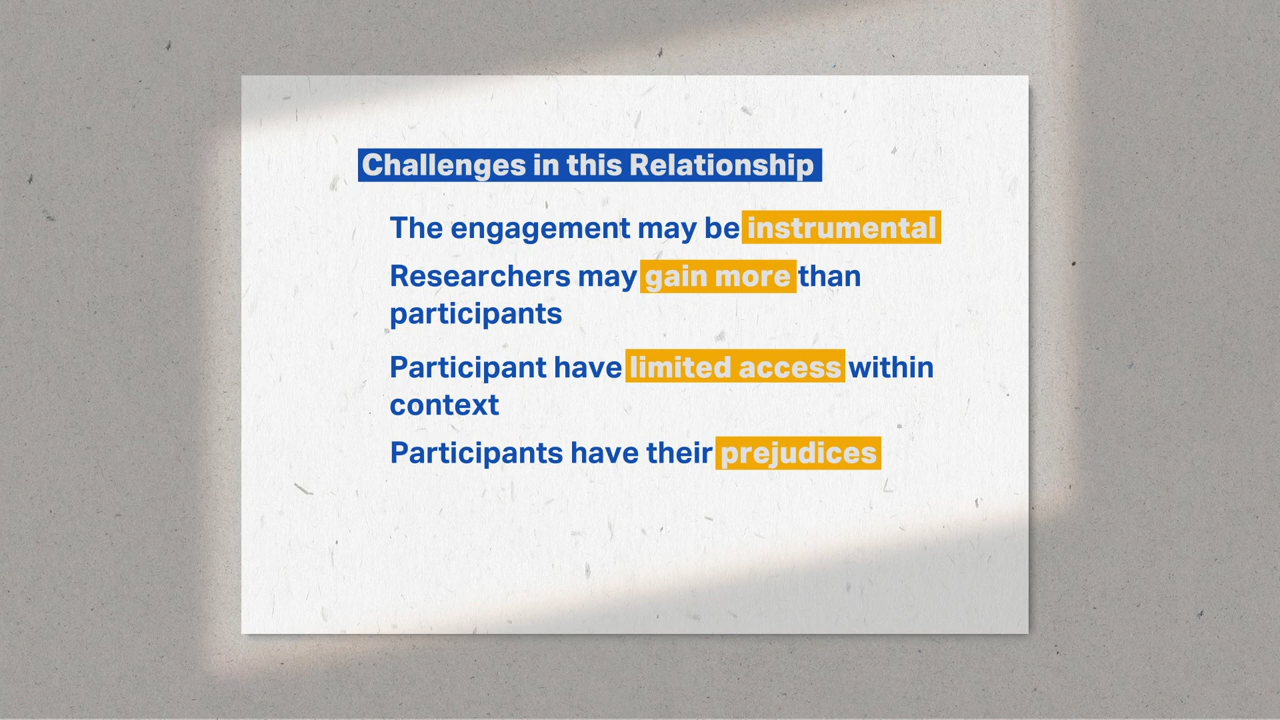 Challenges in this Relationship
The engagement may be instrumental
Researchers may gain more than
participants
Participant have limited access within
context
Participants have their prejudices